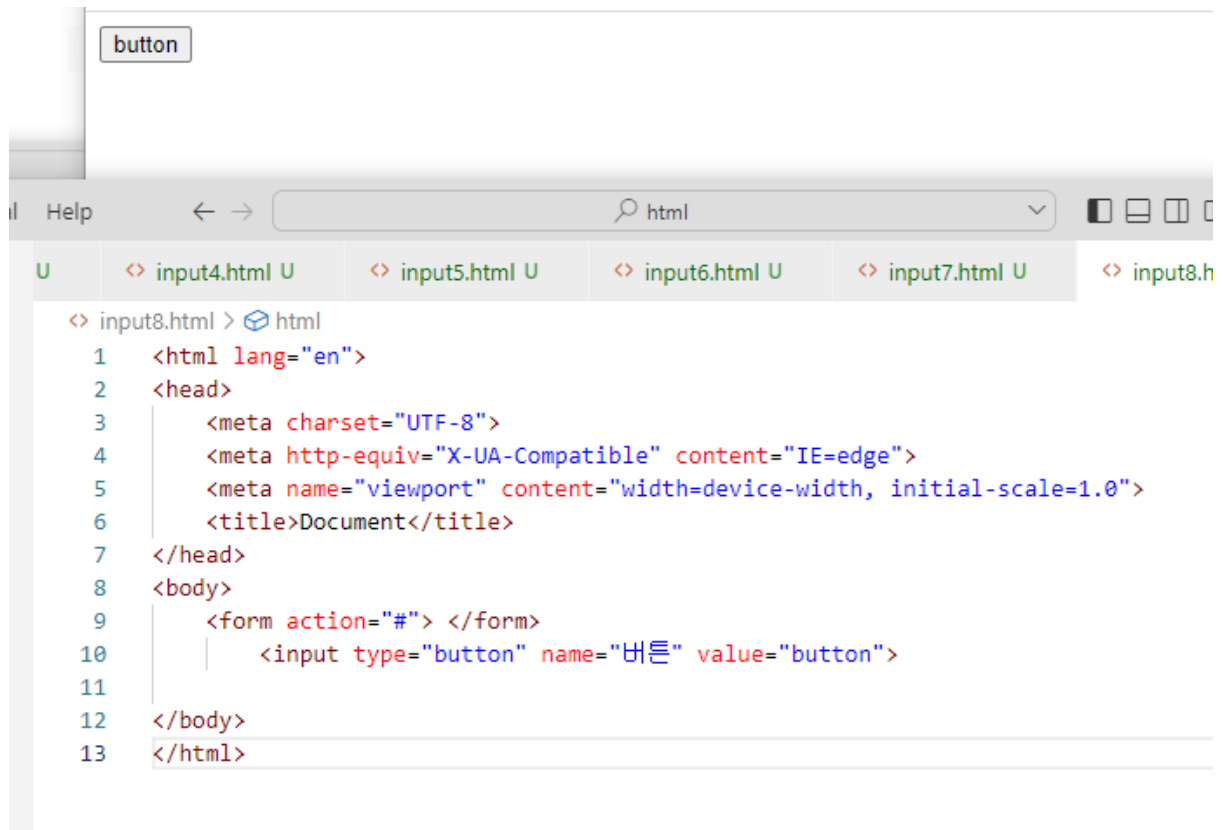 button
Help ← → html
U <> input4.html U <> input5.html U <> input6.html U <> input7.html U <> input8.h
<> input8.html > html
1 <html lang="en">
2 <head>
3 <meta charset="UTF-8">
4 <meta http-equiv="X-UA-Compatible" content="IE=edge">
5 <meta name="viewport" content="width=device-width, initial-scale=1.0">
6 <title>Document</title>
7 </head>
8 <body>
9 <form action="#"> </form>
10 <input type="button" name="버튼" value="button">
11
12 </body>
13 </html>